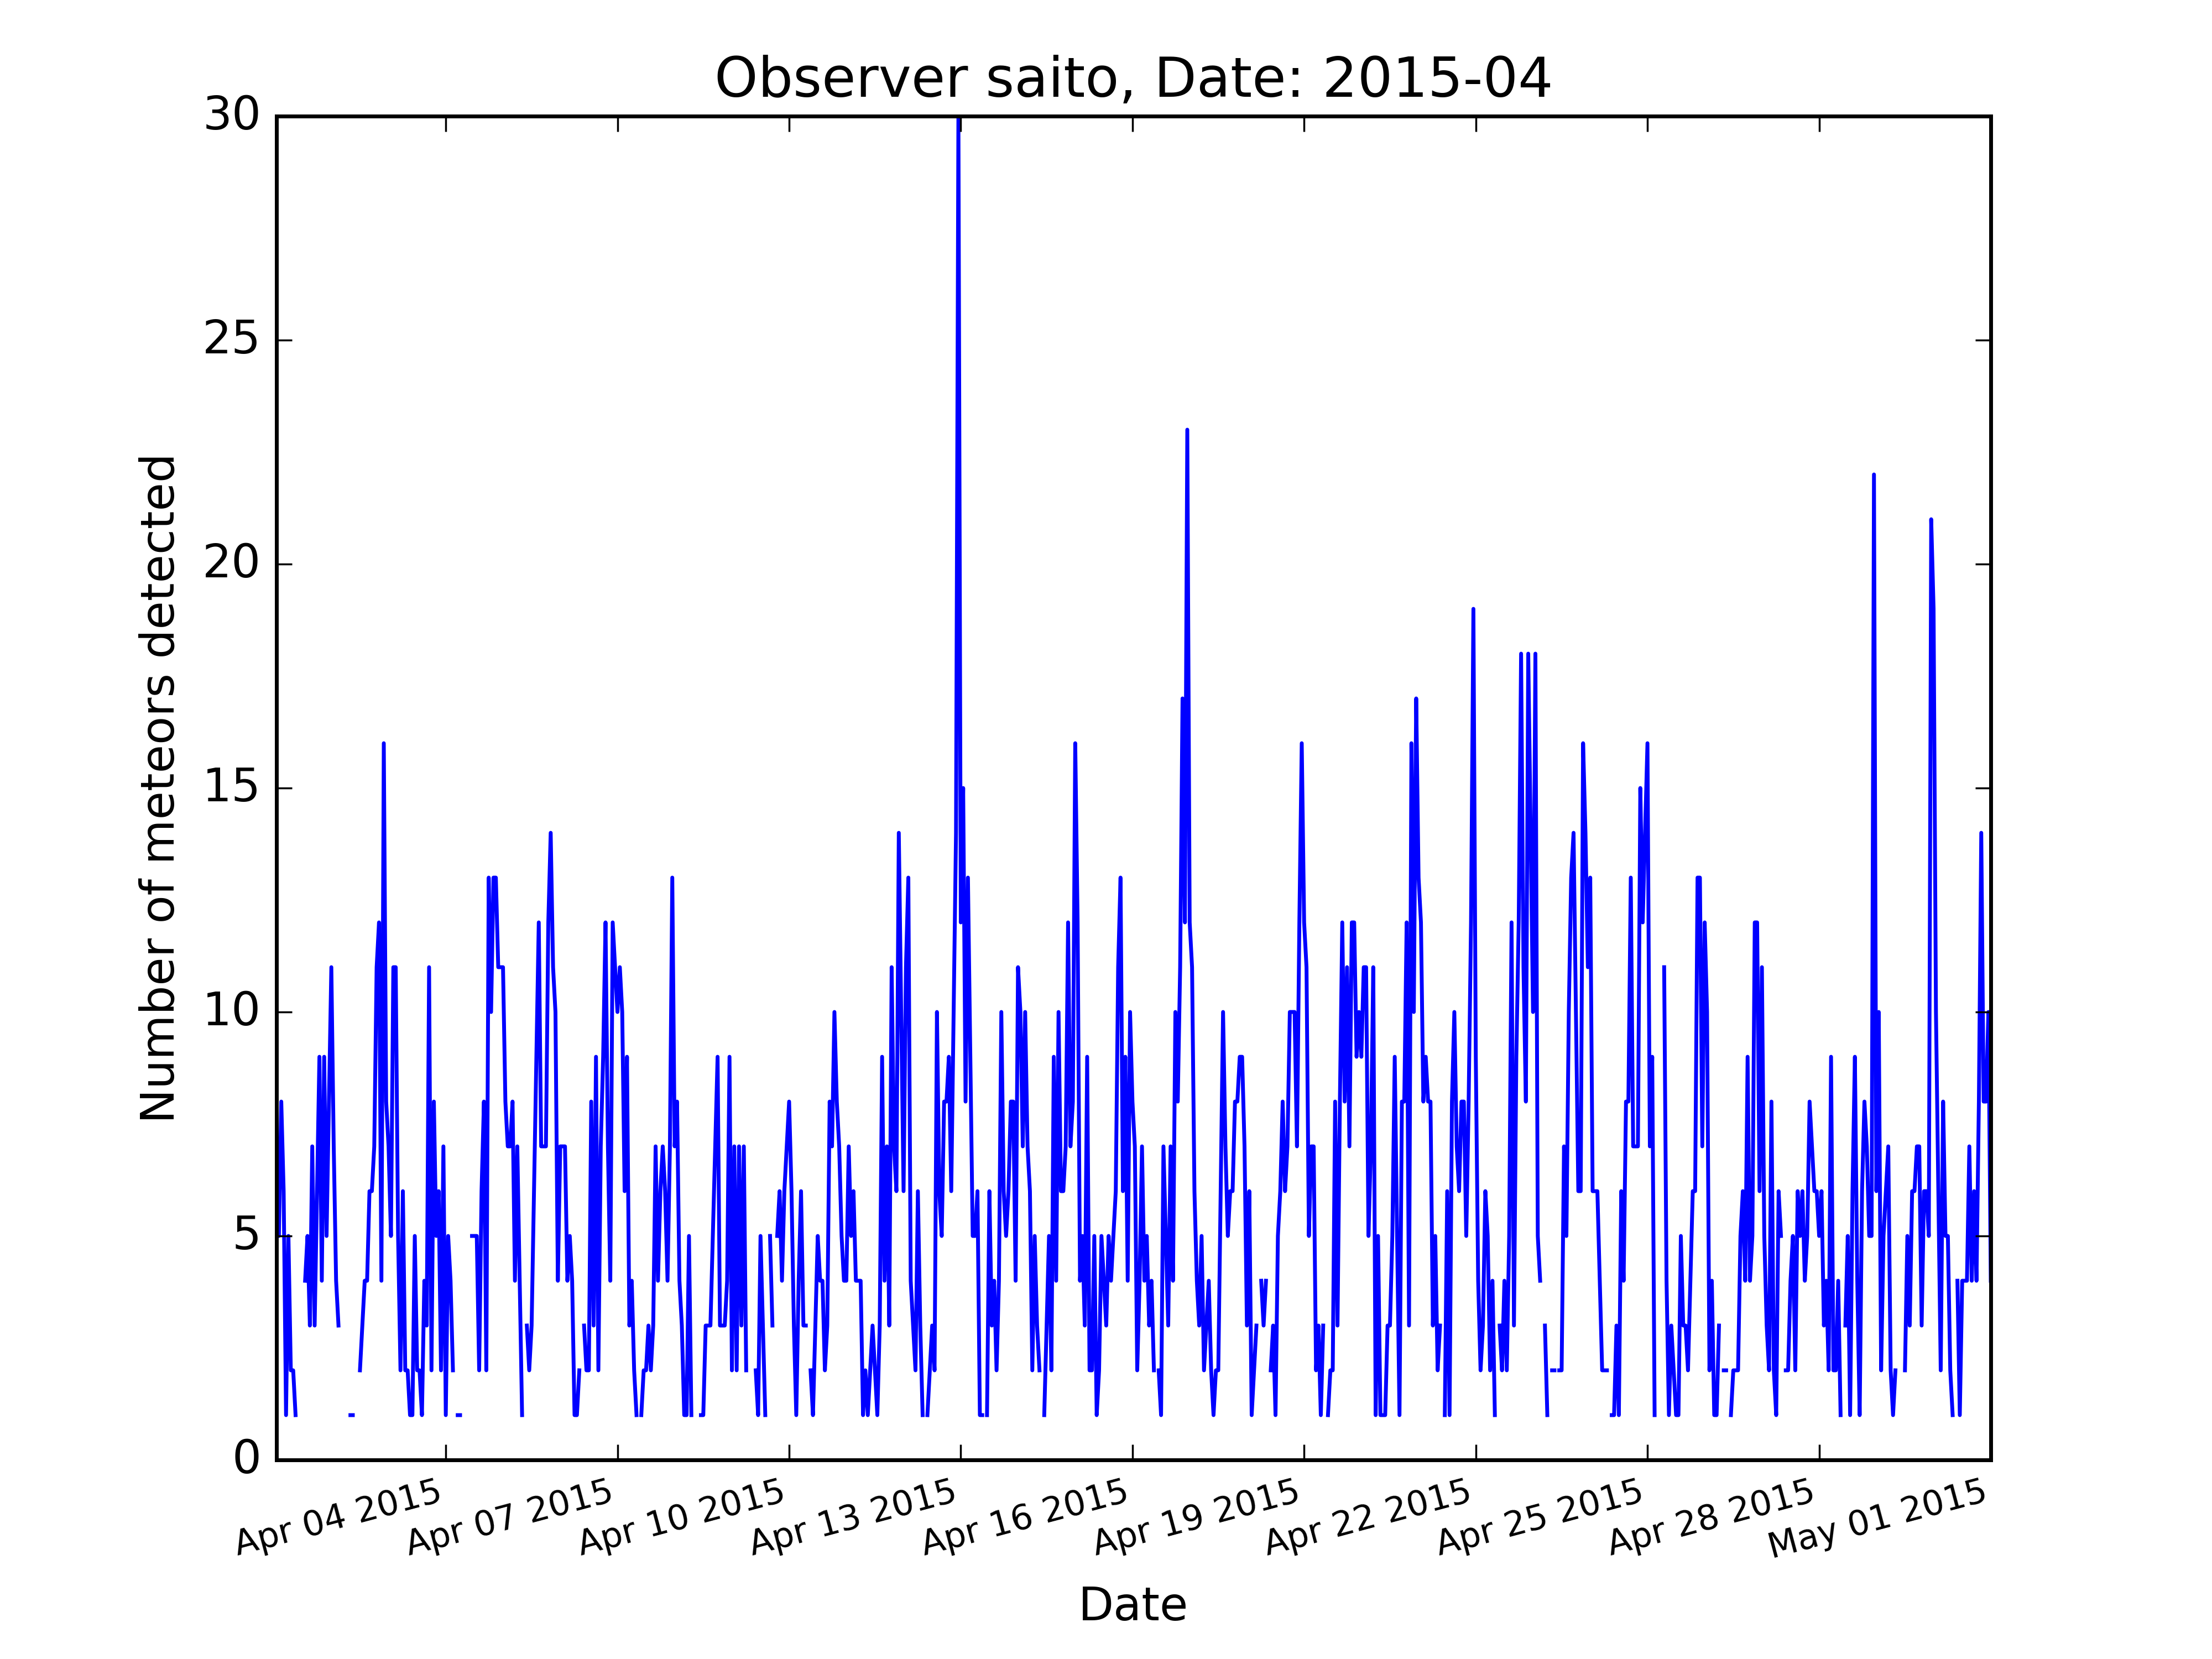 Observer saito, Date: 2015-04
30
25
20
15
10
5
0
Number of meteors detected
Apr 04 2015
Apr 07 2015
Apr 10 2015
Apr 13 2015
Apr 16 2015
Apr 19 2015
Apr 22 2015
Apr 25 2015
Apr 28 2015
May 01 2015
Date